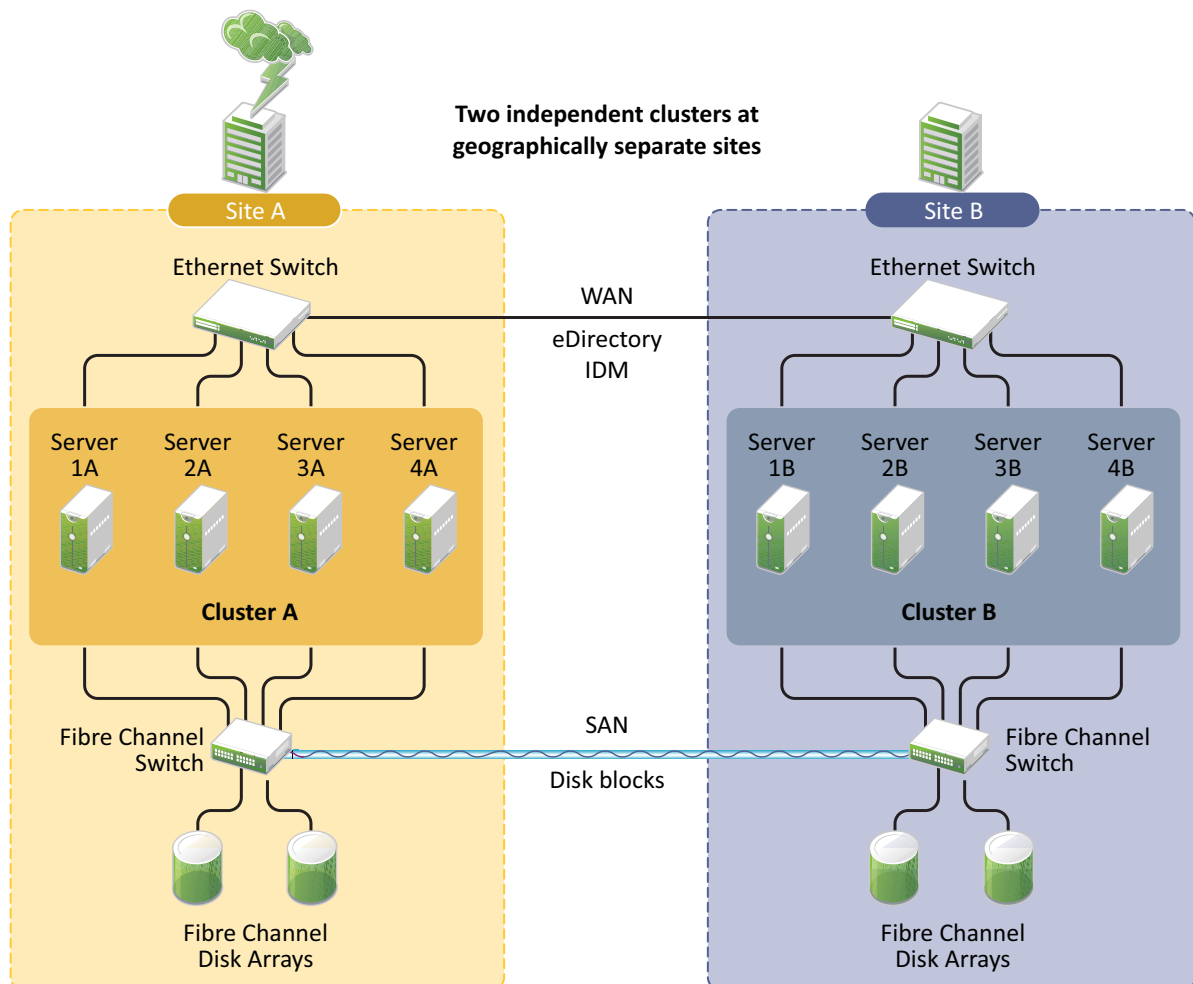 Two independent clusters at
geographically separate sites
Site A
Site B
Ethernet Switch
Ethernet Switch
WAN
eDirectory
IDM
Server
1A
Server
2A
Server
3A
Server
4A
Cluster A
Server
1B
Server
2B
Server
3B
Server
4B
Cluster B
Fibre Channel
Switch
SAN
Disk blocks
Fibre Channel
Switch
Fibre Channel
Disk Arrays
Fibre Channel
Disk Arrays